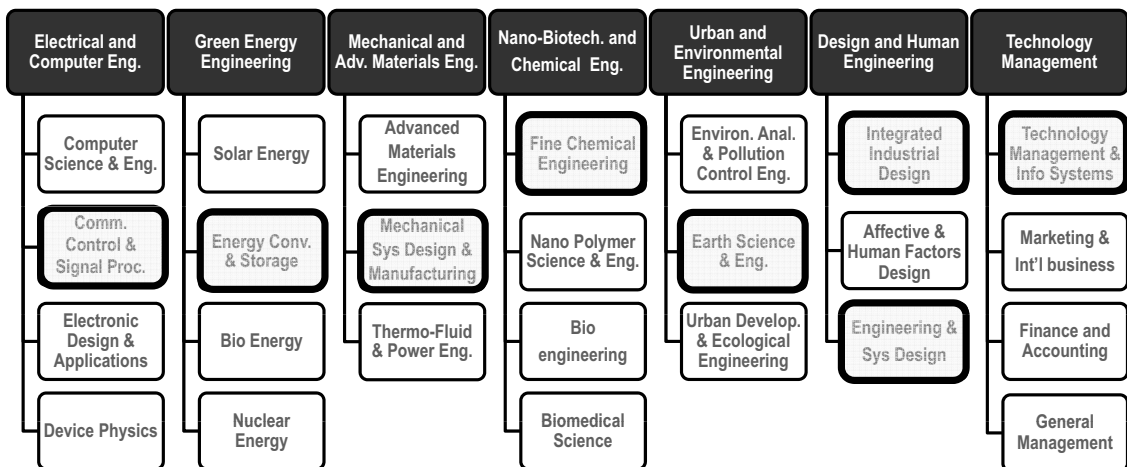 Electrical and
Computer Eng.
Green Energy
Engineering
Mechanical and
Adv. Materials Eng.
Nano-Biotech. and
Chemical Eng.
Urban and
Environmental
Engineering
Design and Human
Engineering
Technology
Management
Computer
Science & Eng.
Solar Energy
Advanced
Materials
Engineering
Fine Chemical
Engineering
Environ. Anal.
& Pollution
Control Eng.
Integrated
Industrial
Design
Technology
Management &
Info Systems
Comm.
Control &
Signal Proc.
Energy Conv.
& Storage
Mechanical
Sys Design &
Manufacturing
Nano Polymer
Science & Eng.
Earth Science
& Eng.
Affective &
Human Factors
Design
Marketing &
Int'l business
Electronic
Design &
Applications
Bio Energy
Thermo-Fluid
& Power Eng.
Bio
engineering
Urban Develop.
& Ecological
Engineering
Engineering &
Sys Design
Finance and
Accounting
Device Physics
Nuclear
Energy
Biomedical
Science
General
Management